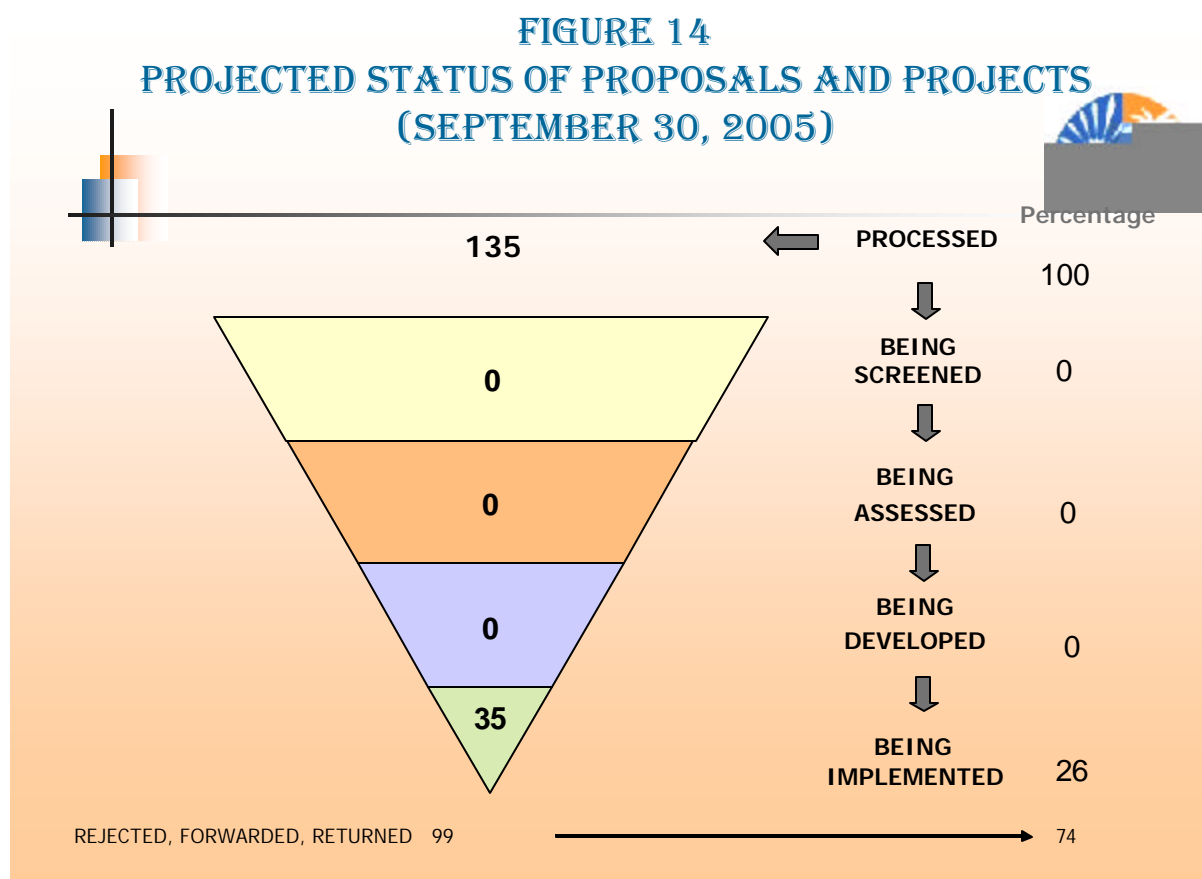 FIGURE 14
PROJECTED STATUS OF PROPOSALS AND PROJECTS
(SEPTEMBER 30, 2005)
Percentage
135
PROCESSED
100
0
BEING
SCREENED
0
0
BEING
ASSESSED
0
0
BEING
DEVELOPED
0
35
BEING
IMPLEMENTED
26
REJECTED, FORWARDED, RETURNED 99
74